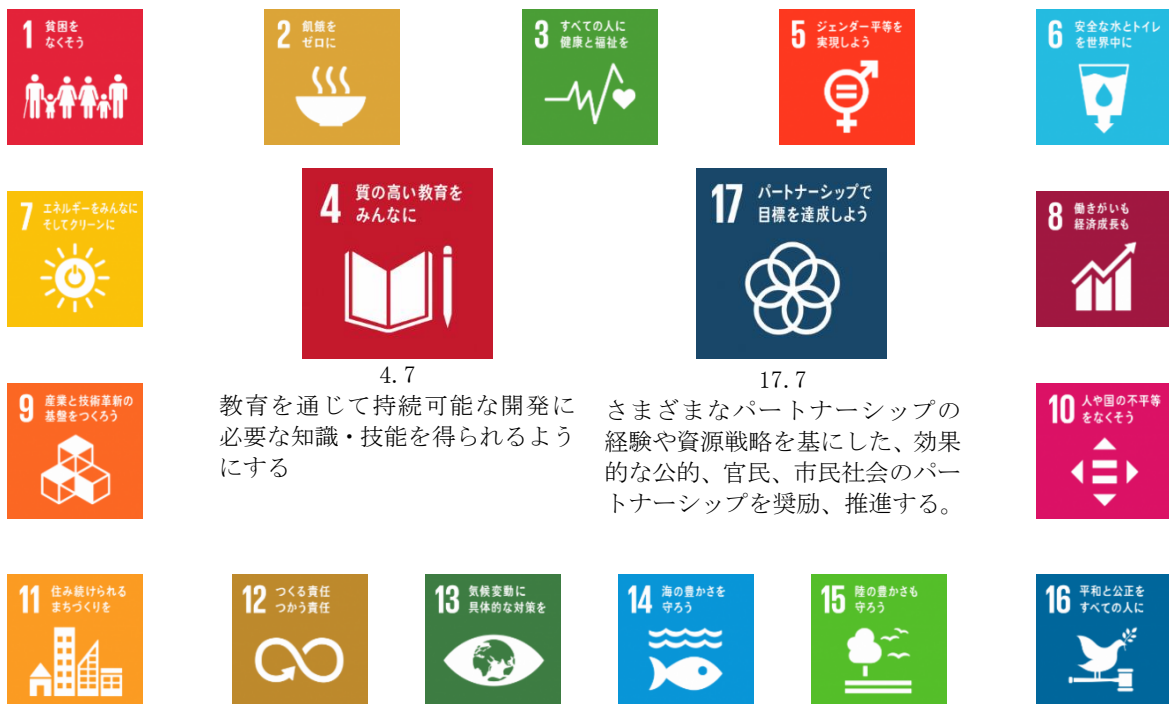 1 貧困を
なくそう
2 飢餓を
ゼロに
3 すべての人に
健康と福祉を
5 ジェンダー平等を
実現しよう
6 安全な水とトイレ
を世界中に
4 質の高い教育を
みんなに
17 パートナーシップで
目標を達成しよう
7 エネルギーをみんなに
そしてクリーンに
8 働きがいも
経済成長も
4.7
教育を通じて持続可能な開発に
必要な知識・技能を得られるよう
にする
17.7
さまざまなパートナーシップの
経験や資源戦略を基にした、効果
的な公的、官民、市民社会のパー
トナーシップを奨励、推進する。
9 産業と技術革新の
基盤をつくろう
10 人や国の不平等
をなくそう
11 住み続けられる
まちづくりを
12 つくる責任
つかう責任
13 気候変動に
具体的な対策を
14 海の豊かさを
守ろう
15 陸の豊かさも
守ろう
16 平和と公正を
すべての人に